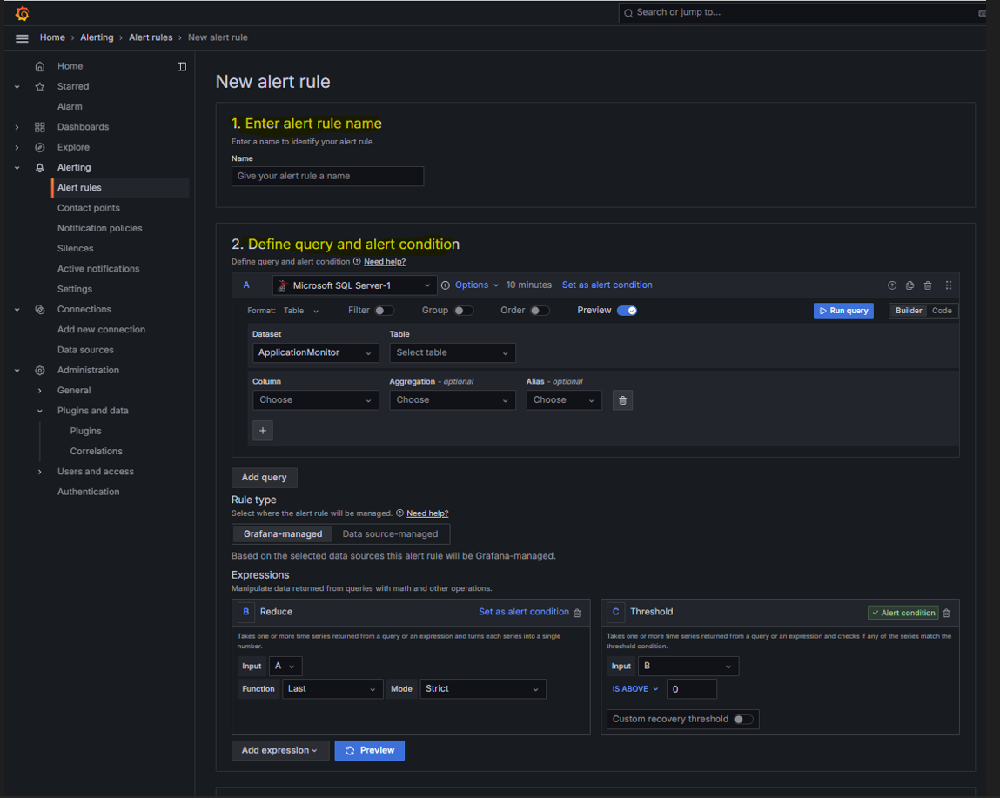 Search or jump to...
Home › Alerting › Alert rules › New alert rule
Home
Starred
Alarm
Dashboards
Explore
Alerting
Alert rules
Contact points
Notification policies
Silences
Active notifications
Settings
Connections
Add new connection
Data sources
Administration
General
Plugins and data
Plugins
Correlations
Users and access
Authentication
New alert rule
1. Enter alert rule name
Enter a name to identify your alert rule.
Name
Give your alert rule a name
2. Define query and alert condition
Define query and alert condition Need help?
A Microsoft SQL Server-1 Options 10 minutes Set as alert condition
Format: Table Filter Group Order Preview Run query Builder Code
Dataset Table
ApplicationMonitor Select table
Column Aggregation - optional Alias - optional
Choose Choose Choose
+
Add query
Rule type
Select where the alert rule will be managed. Need help?
Grafana-managed Data source-managed
Based on the selected data sources this alert rule will be Grafana-managed.
Expressions
Manipulate data returned from queries with math and other operations.
B Reduce Set as alert condition
Takes one or more time series returned from a query or an expression and turns each series into a single
number.
Input A
Function Last Mode Strict
C Threshold Alert condition
Takes one or more time series returned from a query or an expression and checks if any of the series match the
threshold condition.
Input B
IS ABOVE 0
Custom recovery threshold
Add expression Preview